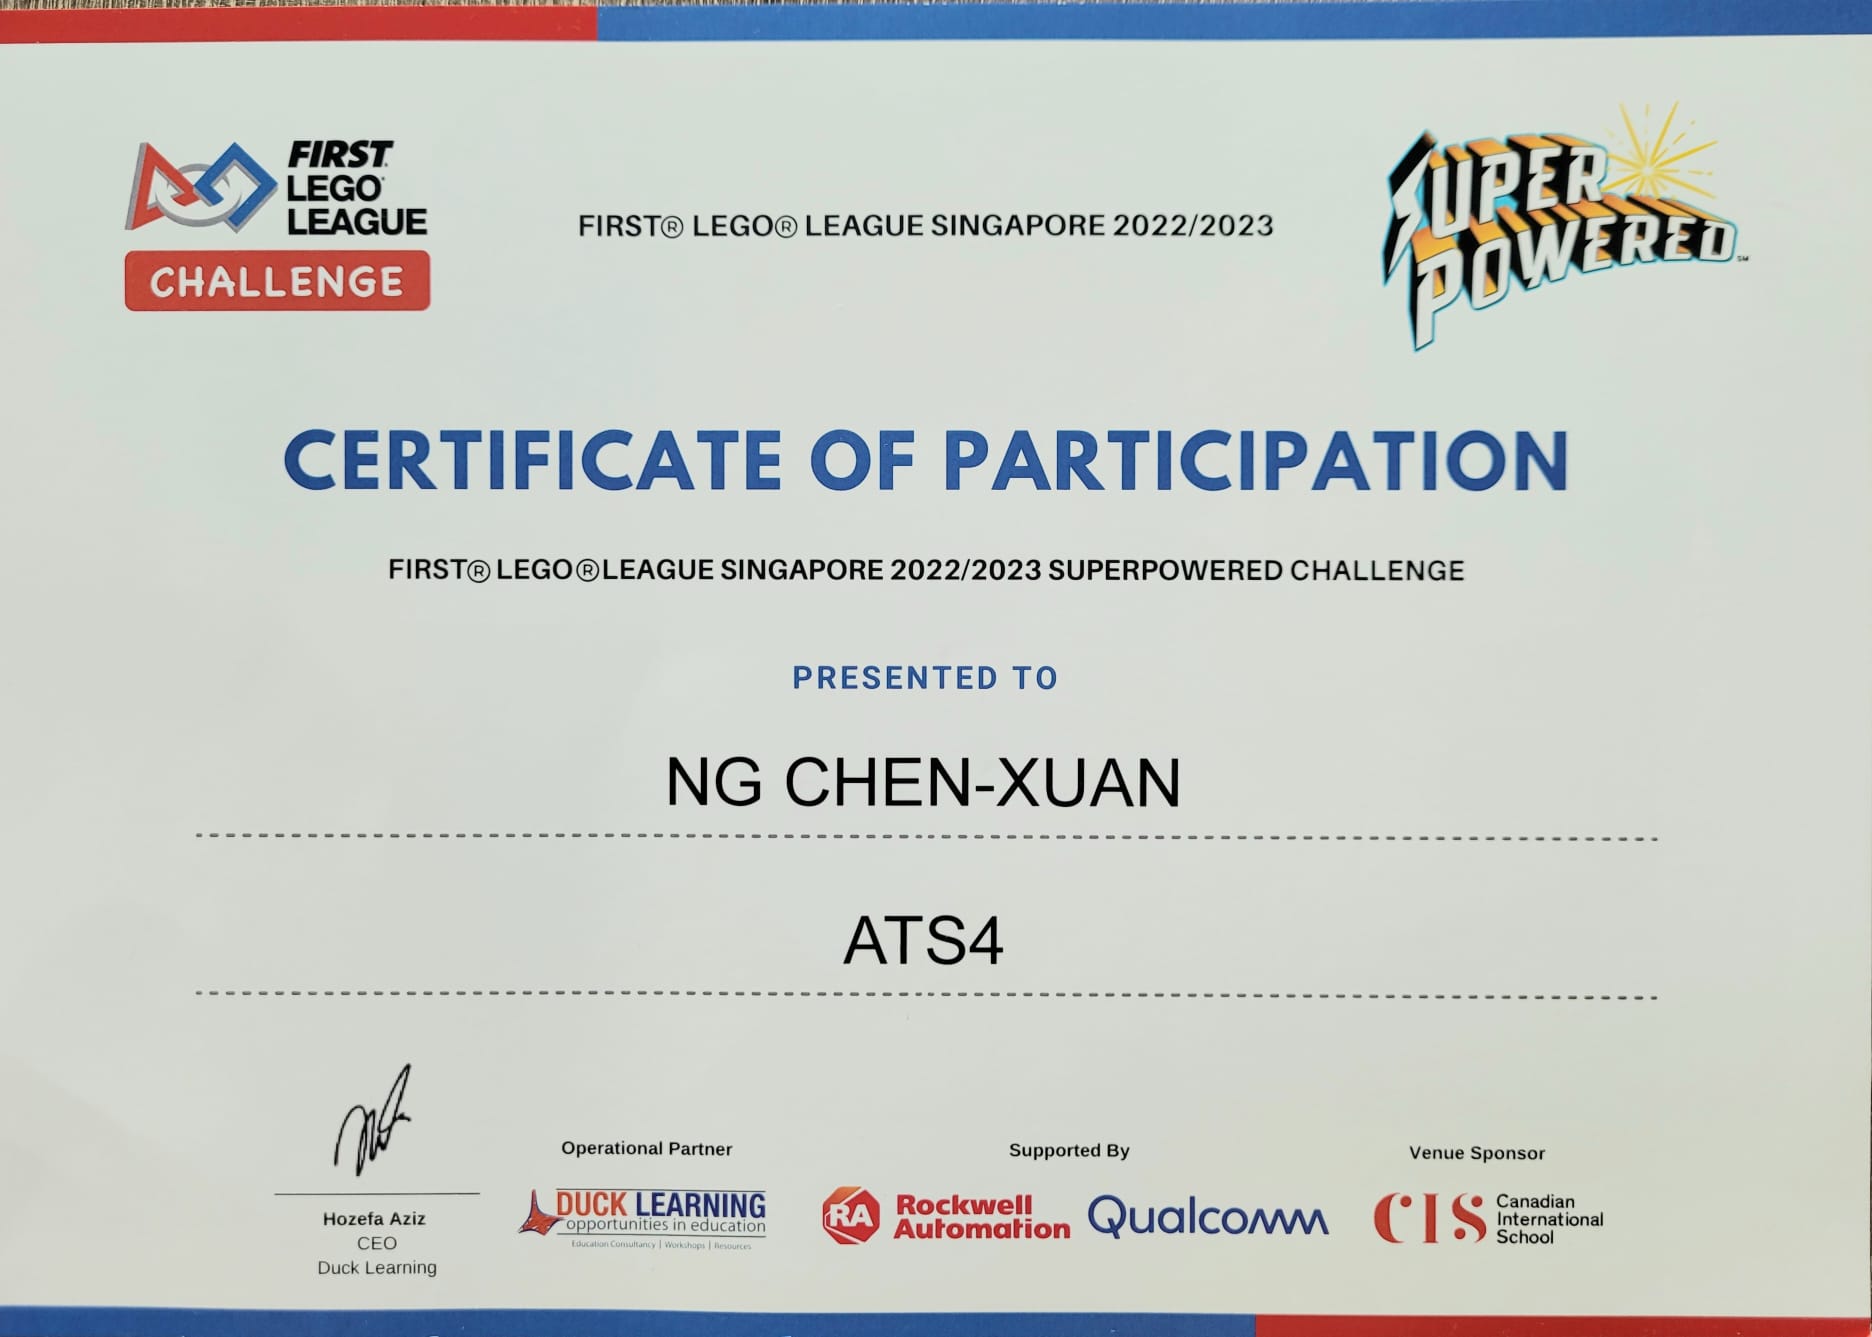 FIRST
LEGO
LEAGUE
CHALLENGE
FIRST® LEGO® LEAGUE SINGAPORE 2022/2023
SUPER
POWERED℠
CERTIFICATE OF PARTICIPATION
FIRST® LEGO®LEAGUE SINGAPORE 2022/2023 SUPERPOWERED CHALLENGE
PRESENTED TO
NG CHEN-XUAN
ATS4
Hozefa Aziz
CEO
Duck Learning
Operational Partner
DUCK LEARNING
opportunities in education
Education Consultancy | Workshops | Resources
Supported By
RA
Rockwell
Automation
Qualcomm
Venue Sponsor
CIS
Canadian
International
School